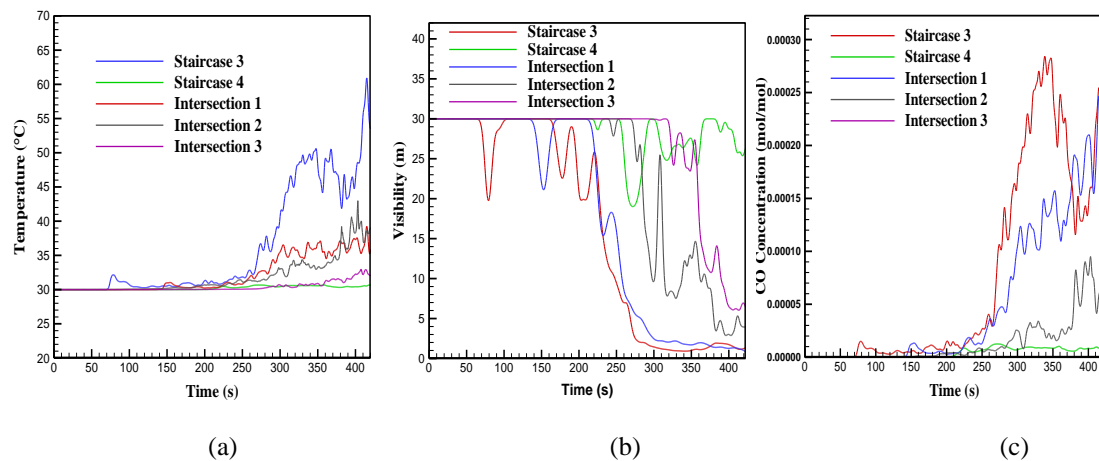 70
65
60
55
50
45
40
35
30
25
20
Temperature (°C)
Staircase 3
Staircase 4
Intersection 1
Intersection 2
Intersection 3
0 50 100 150 200 250 300 350 400
Time (s)
(a)
40
35
30
25
20
15
10
5
0
Visibility (m)
Staircase 3
Staircase 4
Intersection 1
Intersection 2
Intersection 3
0 50 100 150 200 250 300 350 400
Time (s)
(b)
0.00030
0.00025
0.00020
0.00015
0.00010
0.00005
0.00000
CO Concentration (mol/mol)
Staircase 3
Staircase 4
Intersection 1
Intersection 2
Intersection 3
0 50 100 150 200 250 300 350 400
Time (s)
(c)